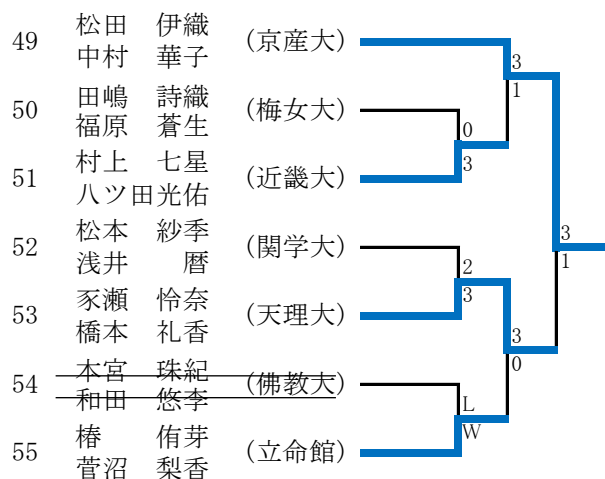 49 松田 伊織 (京産大)
中村 華子
3
1
50 田嶋 詩織 (梅女大)
福原 蒼生
0
3
51 村上 七星 (近畿大)
八ツ田光佑
3
1
52 松本 紗季 (関学大)
浅井 暦
2
3
53 豕瀬 怜奈 (天理大)
橋本 礼香
3
0
54 本宮 珠紀 (佛教大)
和田 悠李
L
W
55 椿 侑芽 (立命館)
菅沼 梨香